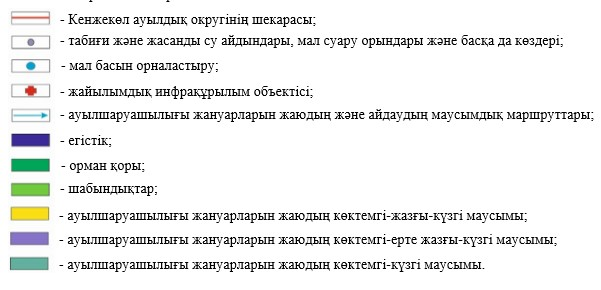 - Кенжекөл ауылдық округінің шекарасы;
- табиғи және жасанды су айдындары, мал суару орындары және басқа да көздері;
- мал басын орналастыру;
- жайылымдық инфрақұрылым объектісі;
- ауылшаруашылығы жануарларын жаюдың және айдаудың маусымдық маршруттары;
- егістік;
- орман қоры;
- шабындықтар;
- ауылшаруашылығы жануарларын жаюдың көктемгі-жазғы-күзгі маусымы;
- ауылшаруашылығы жануарларын жаюдың көктемгі-ерте жазғы-күзгі маусымы;
- ауылшаруашылығы жануарларын жаюдың көктемгі-күзгі маусымы.